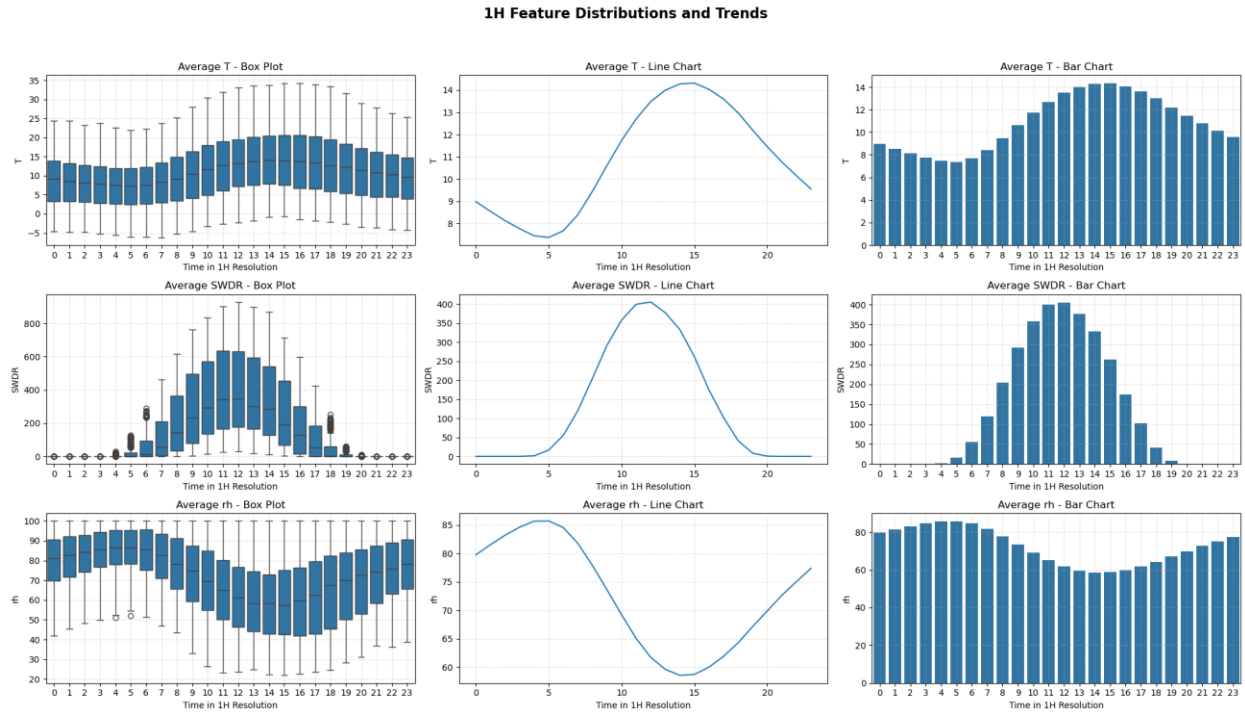 1H Feature Distributions and Trends
Average T - Box Plot
T
35
30
25
20
15
10
5
0
−5
0 1 2 3 4 5 6 7 8 9 10 11 12 13 14 15 16 17 18 19 20 21 22 23
Time in 1H Resolution
Average T - Line Chart
T
14
13
12
11
10
9
8
0 5 10 15 20
Time in 1H Resolution
Average T - Bar Chart
T
14
12
10
8
6
4
2
0
0 1 2 3 4 5 6 7 8 9 10 11 12 13 14 15 16 17 18 19 20 21 22 23
Time in 1H Resolution
Average SWDR - Box Plot
SWDR
800
600
400
200
0
0 1 2 3 4 5 6 7 8 9 10 11 12 13 14 15 16 17 18 19 20 21 22 23
Time in 1H Resolution
Average SWDR - Line Chart
SWDR
400
350
300
250
200
150
100
50
0
0 5 10 15 20
Time in 1H Resolution
Average SWDR - Bar Chart
SWDR
400
350
300
250
200
150
100
50
0
0 1 2 3 4 5 6 7 8 9 10 11 12 13 14 15 16 17 18 19 20 21 22 23
Time in 1H Resolution
Average rh - Box Plot
rh
100
90
80
70
60
50
40
30
20
0 1 2 3 4 5 6 7 8 9 10 11 12 13 14 15 16 17 18 19 20 21 22 23
Time in 1H Resolution
Average rh - Line Chart
rh
85
80
75
70
65
60
0 5 10 15 20
Time in 1H Resolution
Average rh - Bar Chart
rh
80
60
40
20
0
0 1 2 3 4 5 6 7 8 9 10 11 12 13 14 15 16 17 18 19 20 21 22 23
Time in 1H Resolution